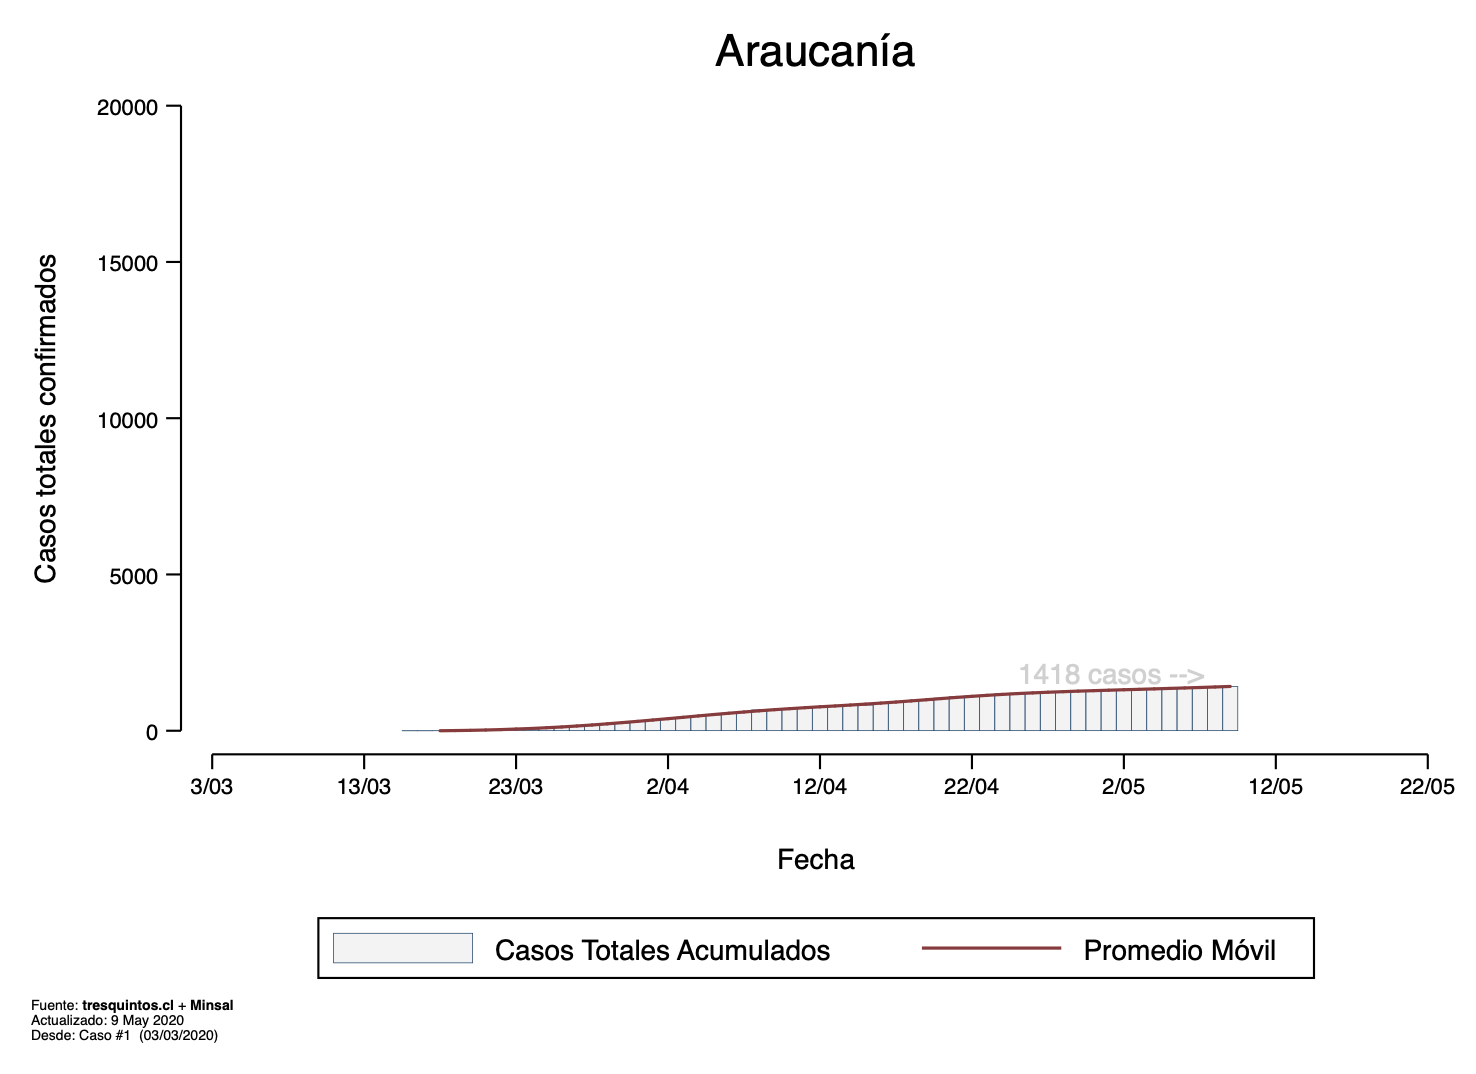 Araucanía
Casos totales confirmados
20000
15000
10000
5000
0
1418 casos -->
3/03 13/03 23/03 2/04 12/04 22/04 2/05 12/05 22/05
Fecha
Casos Totales Acumulados Promedio Móvil
Fuente: tresquintos.cl + Minsal
Actualizado: 9 May 2020
Desde: Caso #1 (03/03/2020)